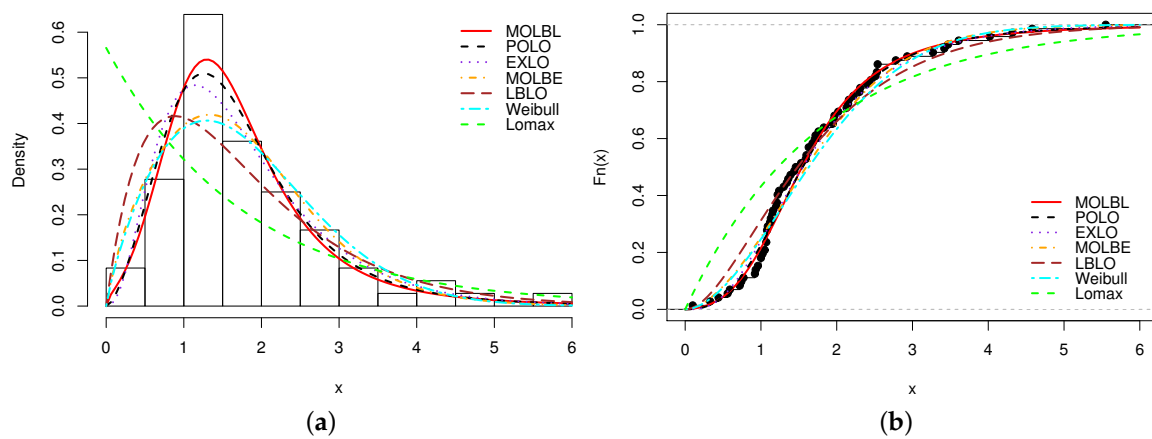 Density
0.0 0.1 0.2 0.3 0.4 0.5 0.6
MOLBL
POLO
EXLO
MOLBE
LBLO
Weibull
Lomax
0 1 2 3 4 5 6
x
(a)
Fn(x)
0.0 0.2 0.4 0.6 0.8 1.0
MOLBL
POLO
EXLO
MOLBE
LBLO
Weibull
Lomax
0 1 2 3 4 5 6
x
(b)